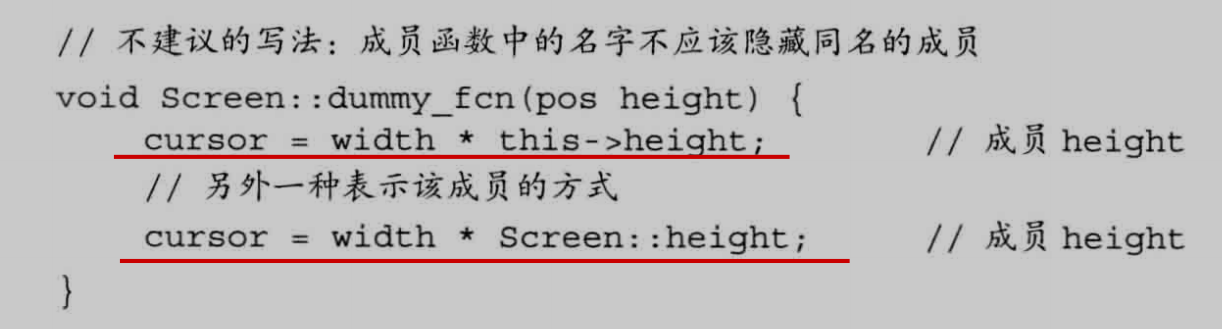 // 不建议的写法：成员函数中的名字不应该隐藏同名的成员
void Screen::dummy_fcn(pos height) {
    cursor = width * this->height;        // 成员 height
    // 另外一种表示该成员的方式
    cursor = width * Screen::height;      // 成员 height
}